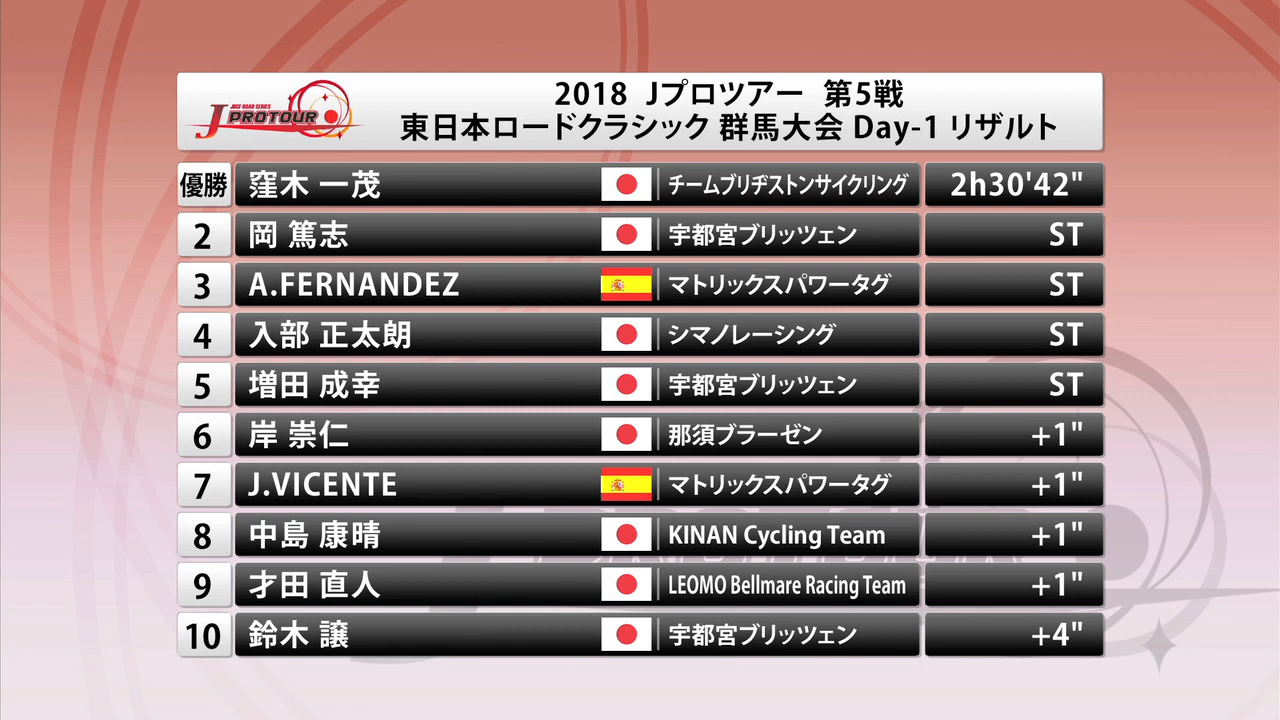 JBCF ROAD SERIES
J PROTOUR
2018 Jプロツアー 第5戦
東日本ロードクラシック 群馬大会 Day-1 リザルト
優勝 窪木 一茂 チームブリヂストンサイクリング 2h30'42"
2 岡 篤志 宇都宮ブリッツェン ST
3 A.FERNANDEZ マトリックスパワータグ ST
4 入部 正太朗 シマノレーシング ST
5 増田 成幸 宇都宮ブリッツェン ST
6 岸 崇仁 那須ブラーゼン +1"
7 J.VICENTE マトリックスパワータグ +1"
8 中島 康晴 KINAN Cycling Team +1"
9 才田 直人 LEOMO Bellmare Racing Team +1"
10 鈴木 譲 宇都宮ブリッツェン +4"